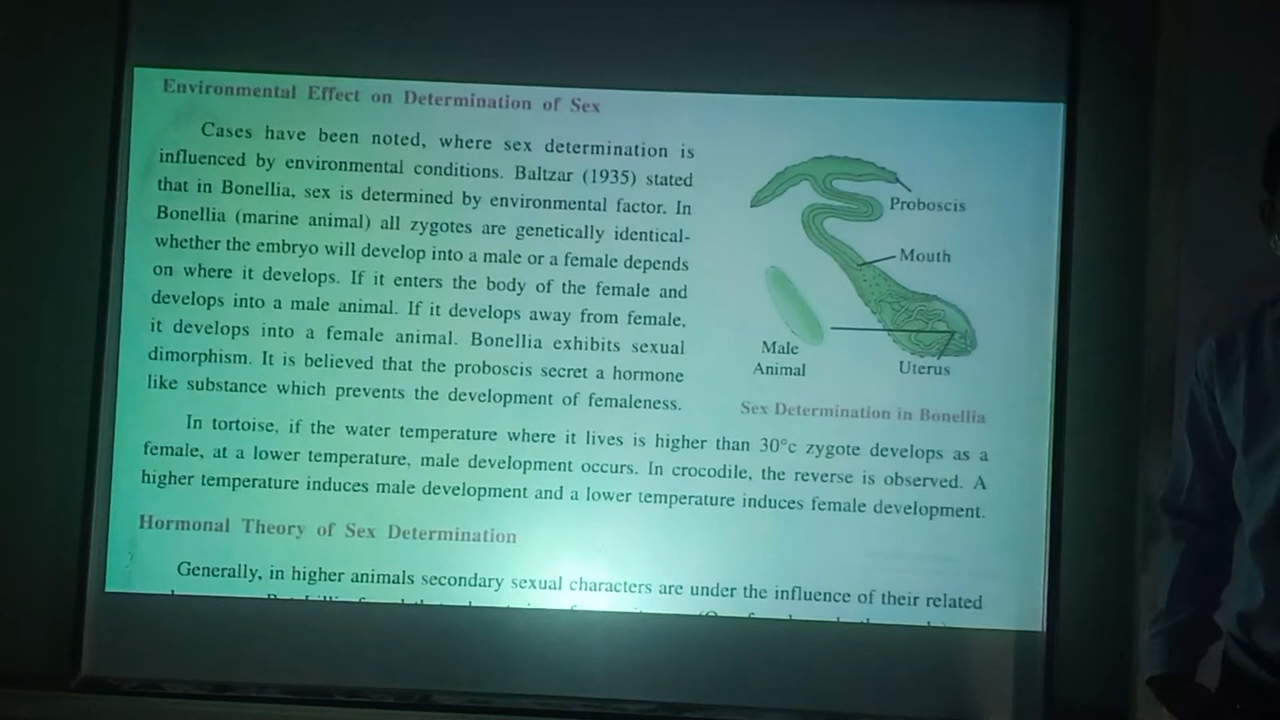 Environmental Effect on Determination of Sex
Cases have been noted, where sex determination is
influenced by environmental conditions. Baltzar (1935) stated
that in Bonellia, sex is determined by environmental factor. In
Bonellia (marine animal) all zygotes are genetically identical-
whether the embryo will develop into a male or a female depends
on where it develops. If it enters the body of the female and
develops into a male animal. If it develops away from female,
it develops into a female animal. Bonellia exhibits sexual
dimorphism. It is believed that the proboscis secret a hormone
like substance which prevents the development of femaleness.
Proboscis
Mouth
Male
Animal
Uterus
Sex Determination in Bonellia
In tortoise, if the water temperature where it lives is higher than 30°c zygote develops as a
female, at a lower temperature, male development occurs. In crocodile, the reverse is observed. A
higher temperature induces male development and a lower temperature induces female development.
Hormonal Theory of Sex Determination
Generally, in higher animals secondary sexual characters are under the influence of their related